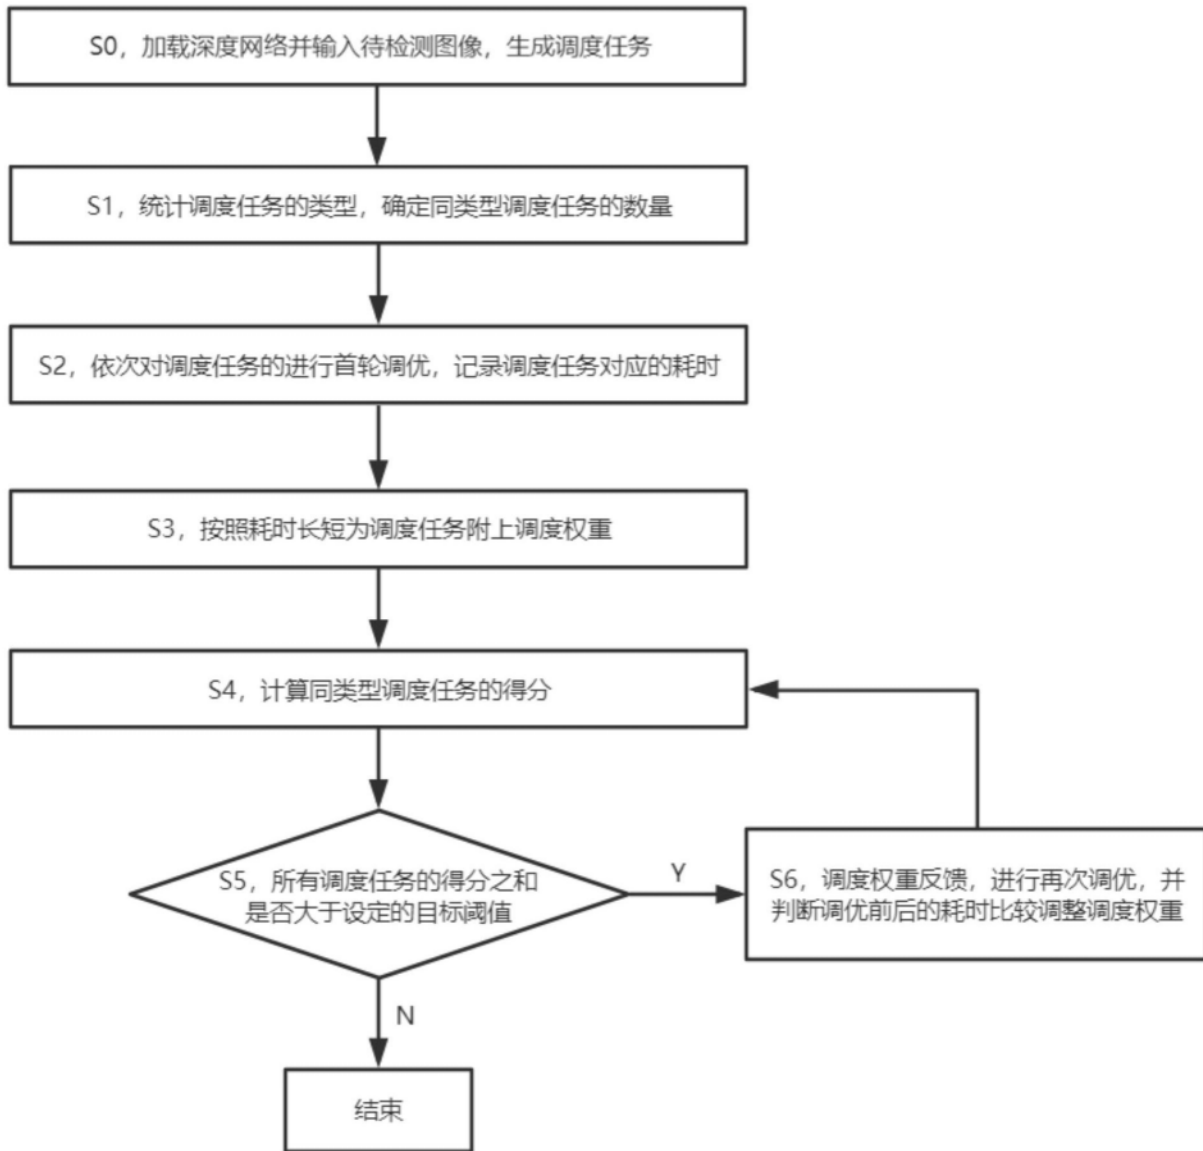 S0，加载深度网络并输入待检测图像，生成调度任务
S1，统计调度任务的类型，确定同类型调度任务的数量
S2，依次对调度任务的进行首轮调优，记录调度任务对应的耗时
S3，按照耗时长短为调度任务附上调度权重
S4，计算同类型调度任务的得分
S5，所有调度任务的得分之和
是否大于设定的目标阈值
Y
S6，调度权重反馈，进行再次调优，并
判断调优前后的耗时比较调整调度权重
N
结束